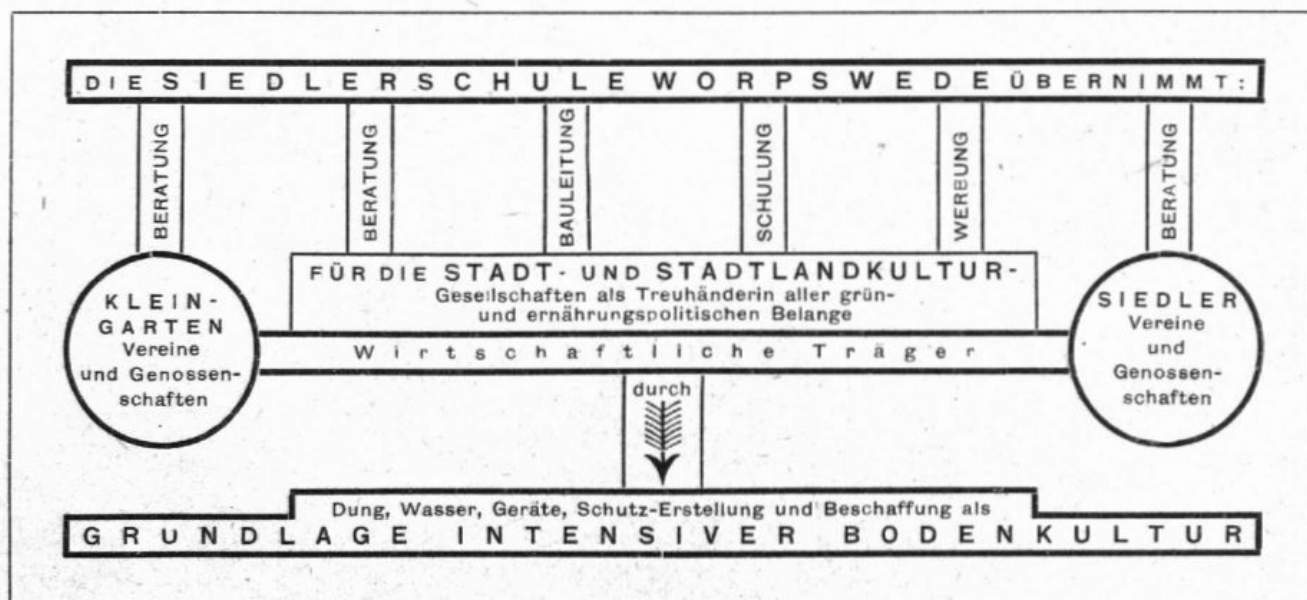 DIE SIEDLERSCHULE WORPSWEDE ÜBERNIMMT:
BERATUNG
BERATUNG
BAULEITUNG
SCHULUNG
WERBUNG
BERATUNG
KLEIN-
GARTEN
Vereine
und Genossen-
schaften
FÜR DIE STADT- UND STADTLANDKULTUR-
Gesellschaften als Treuhänderin aller grün-
und ernährungspolitischen Belange
Wirtschaftliche Träger
SIEDLER
Vereine
und
Genossen-
schaften
durch
Dung, Wasser, Geräte, Schutz-Erstellung und Beschaffung als
GRUNDLAGE INTENSIVER BODENKULTUR